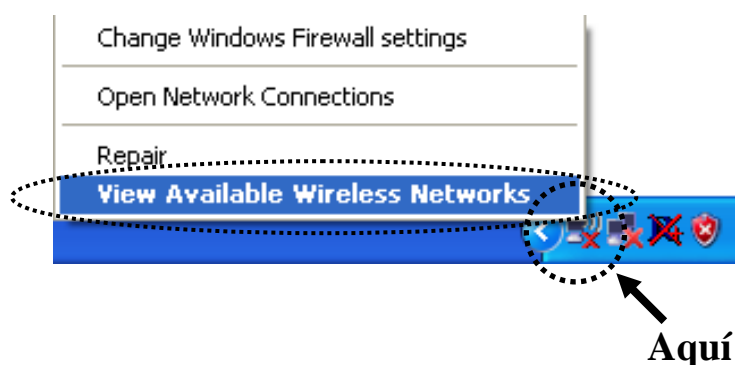 Change Windows Firewall settings
Open Network Connections
Repair
View Available Wireless Networks
Aquí